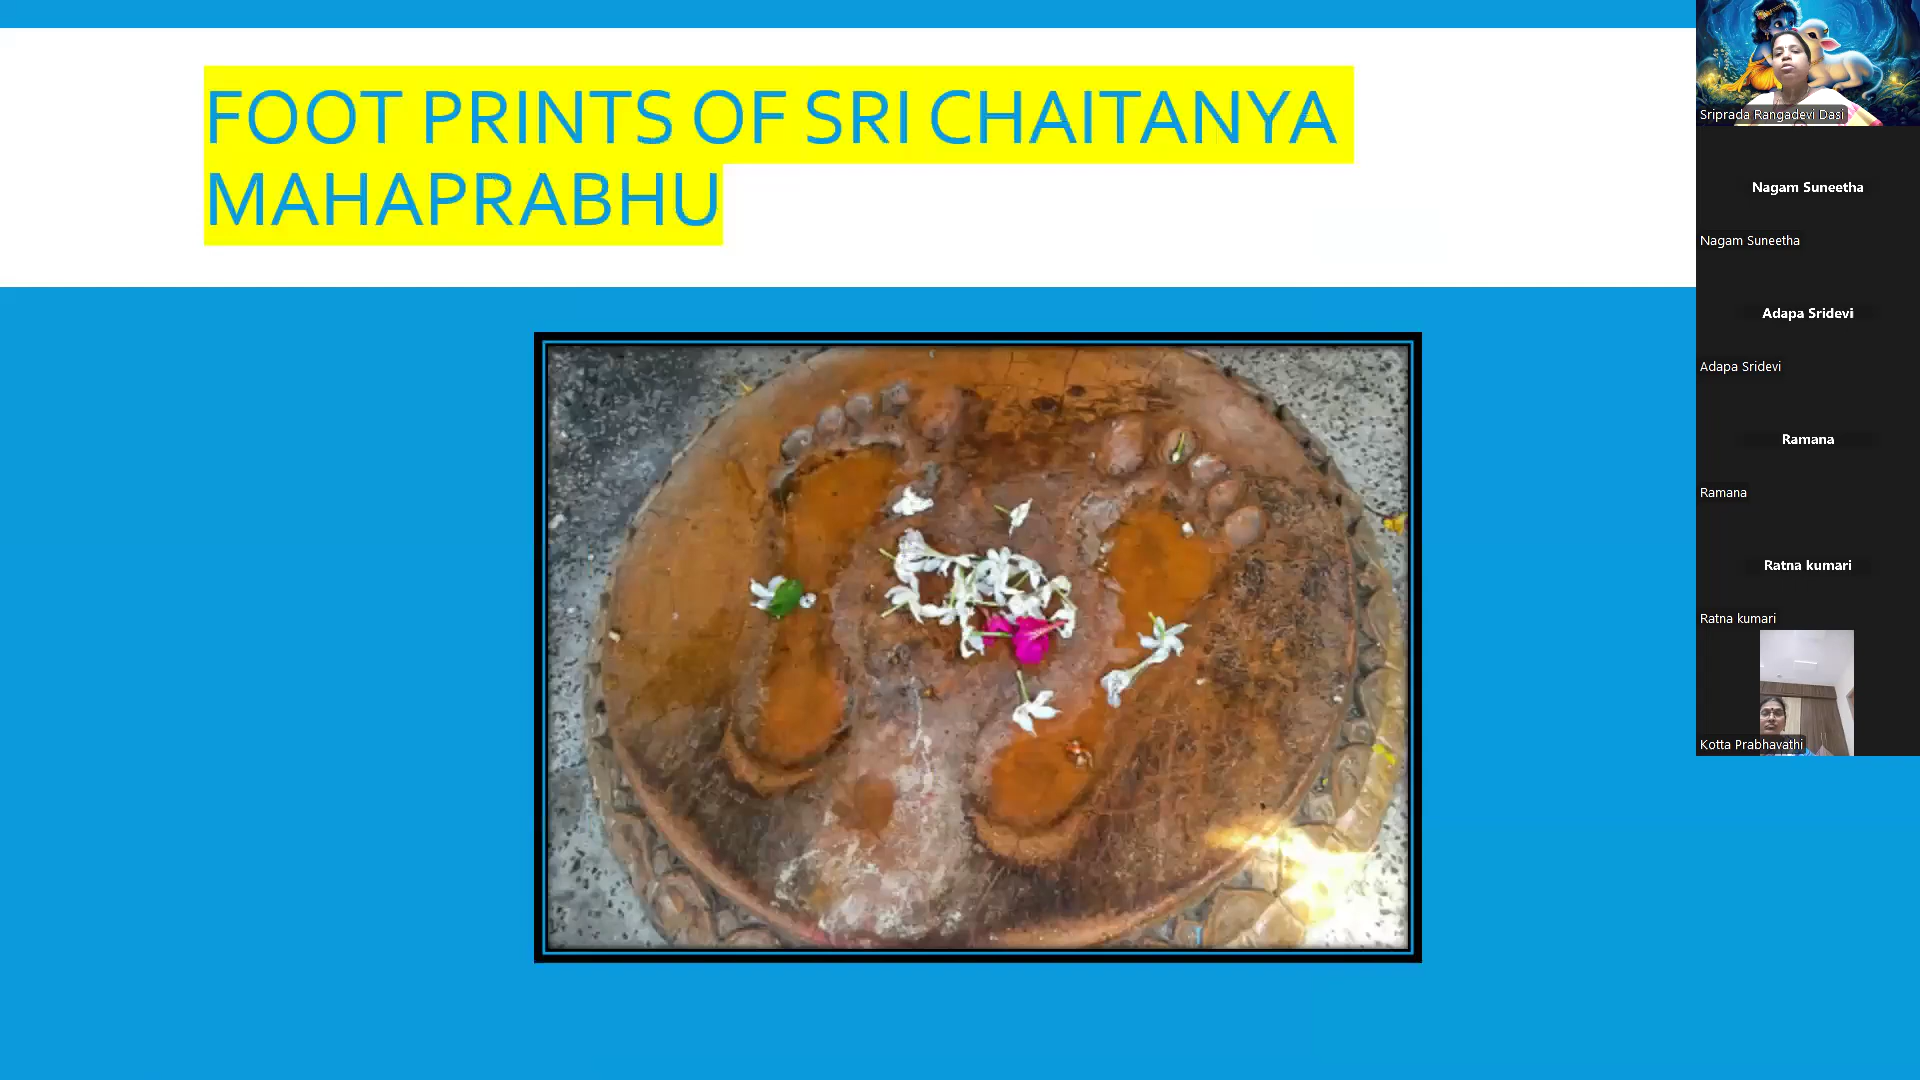 FOOT PRINTS OF SRI CHAITANYA
MAHAPRABHU
Sriprada Rangadevi Dasi
Nagam Suneetha
Nagam Suneetha
Adapa Sridevi
Adapa Sridevi
Ramana
Ramana
Ratna kumari
Ratna kumari
Kotta Prabhavathi